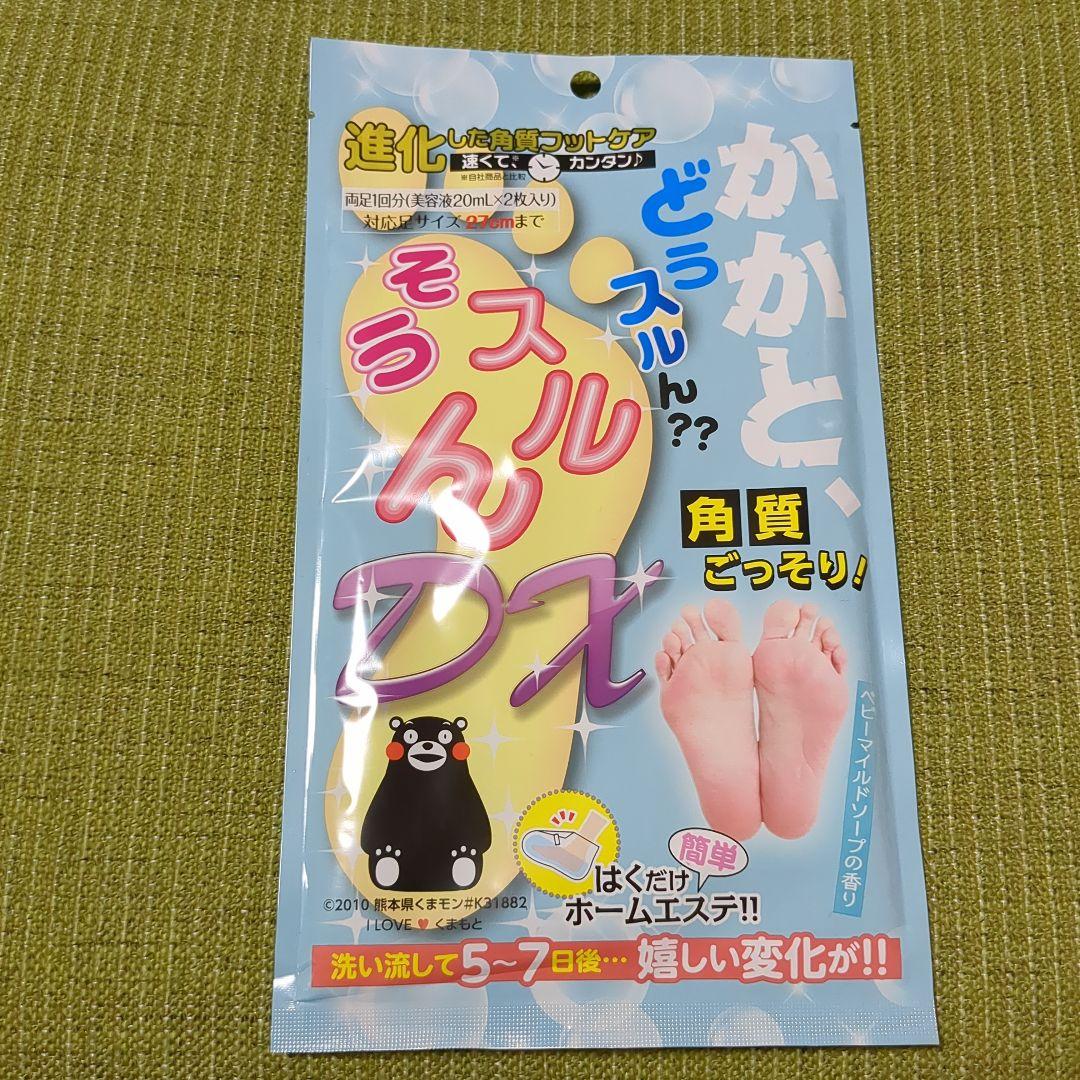 進化した角質フットケア
速くて、※カンタン♪
※自社商品と比較
両足1回分(美容液20mL×2枚入り)
対応足サイズ 27cmまで
かかと、
どう
スル
ん??
そう
スル
んん
DX
角質
ごっそり!
ベビーマイルドソープの香り
簡単
はくだけ
ホームエステ!!
©2010 熊本県くまモン#K31882
I LOVE ♥ くまもと
洗い流して5～7日後… 嬉しい変化が!!